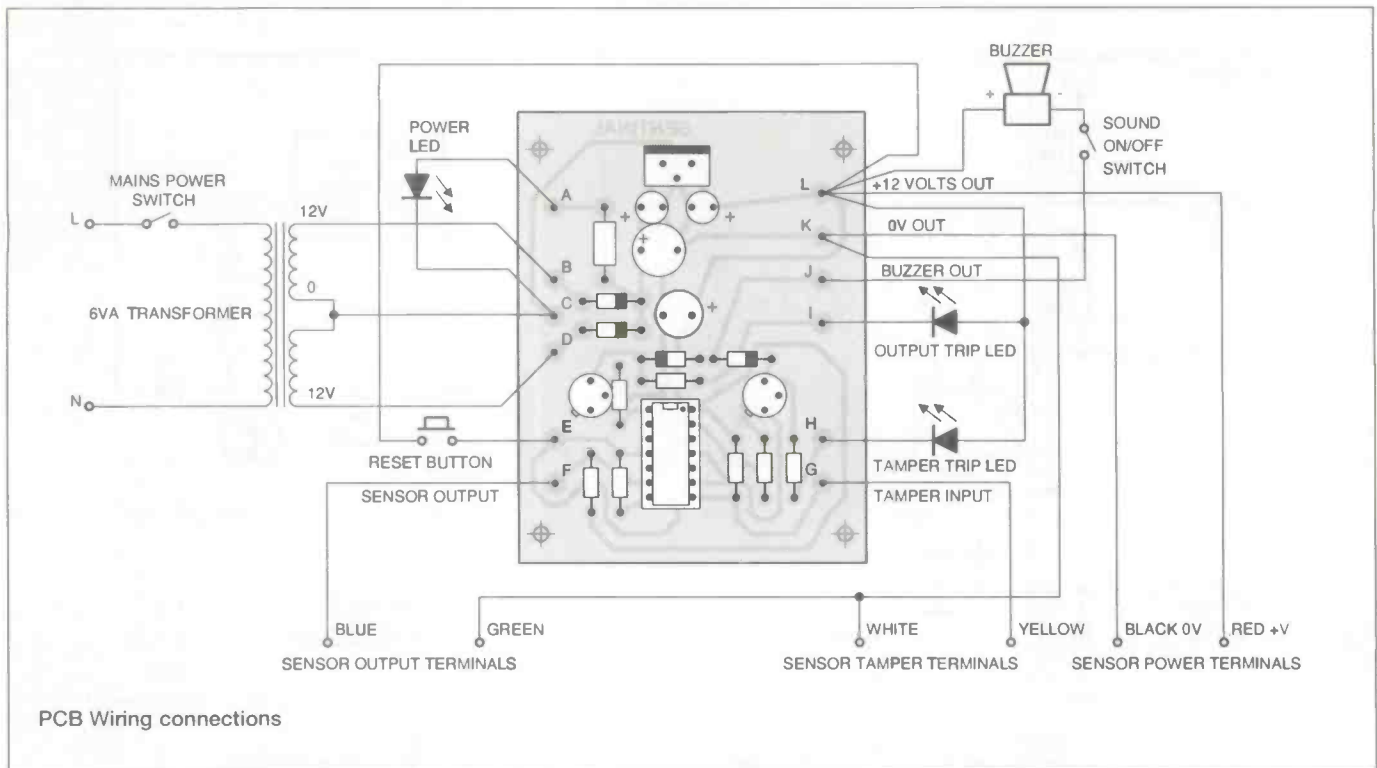 BUZZER
+ -
SOUND
ON/OFF
SWITCH
POWER
LED
MAINS POWER
SWITCH
L
12V
0
6VA TRANSFORMER
12V
N
RESET BUTTON
SENSOR OUTPUT
A
B
C
D
E
F
+ +
+
+
L
K
J
I
H
G
+12 VOLTS OUT
0V OUT
BUZZER OUT
OUTPUT TRIP LED
TAMPER TRIP LED
TAMPER INPUT
BLUE
GREEN
WHITE
YELLOW
BLACK 0V
RED +V
SENSOR OUTPUT TERMINALS
SENSOR TAMPER TERMINALS
SENSOR POWER TERMINALS
PCB Wiring connections